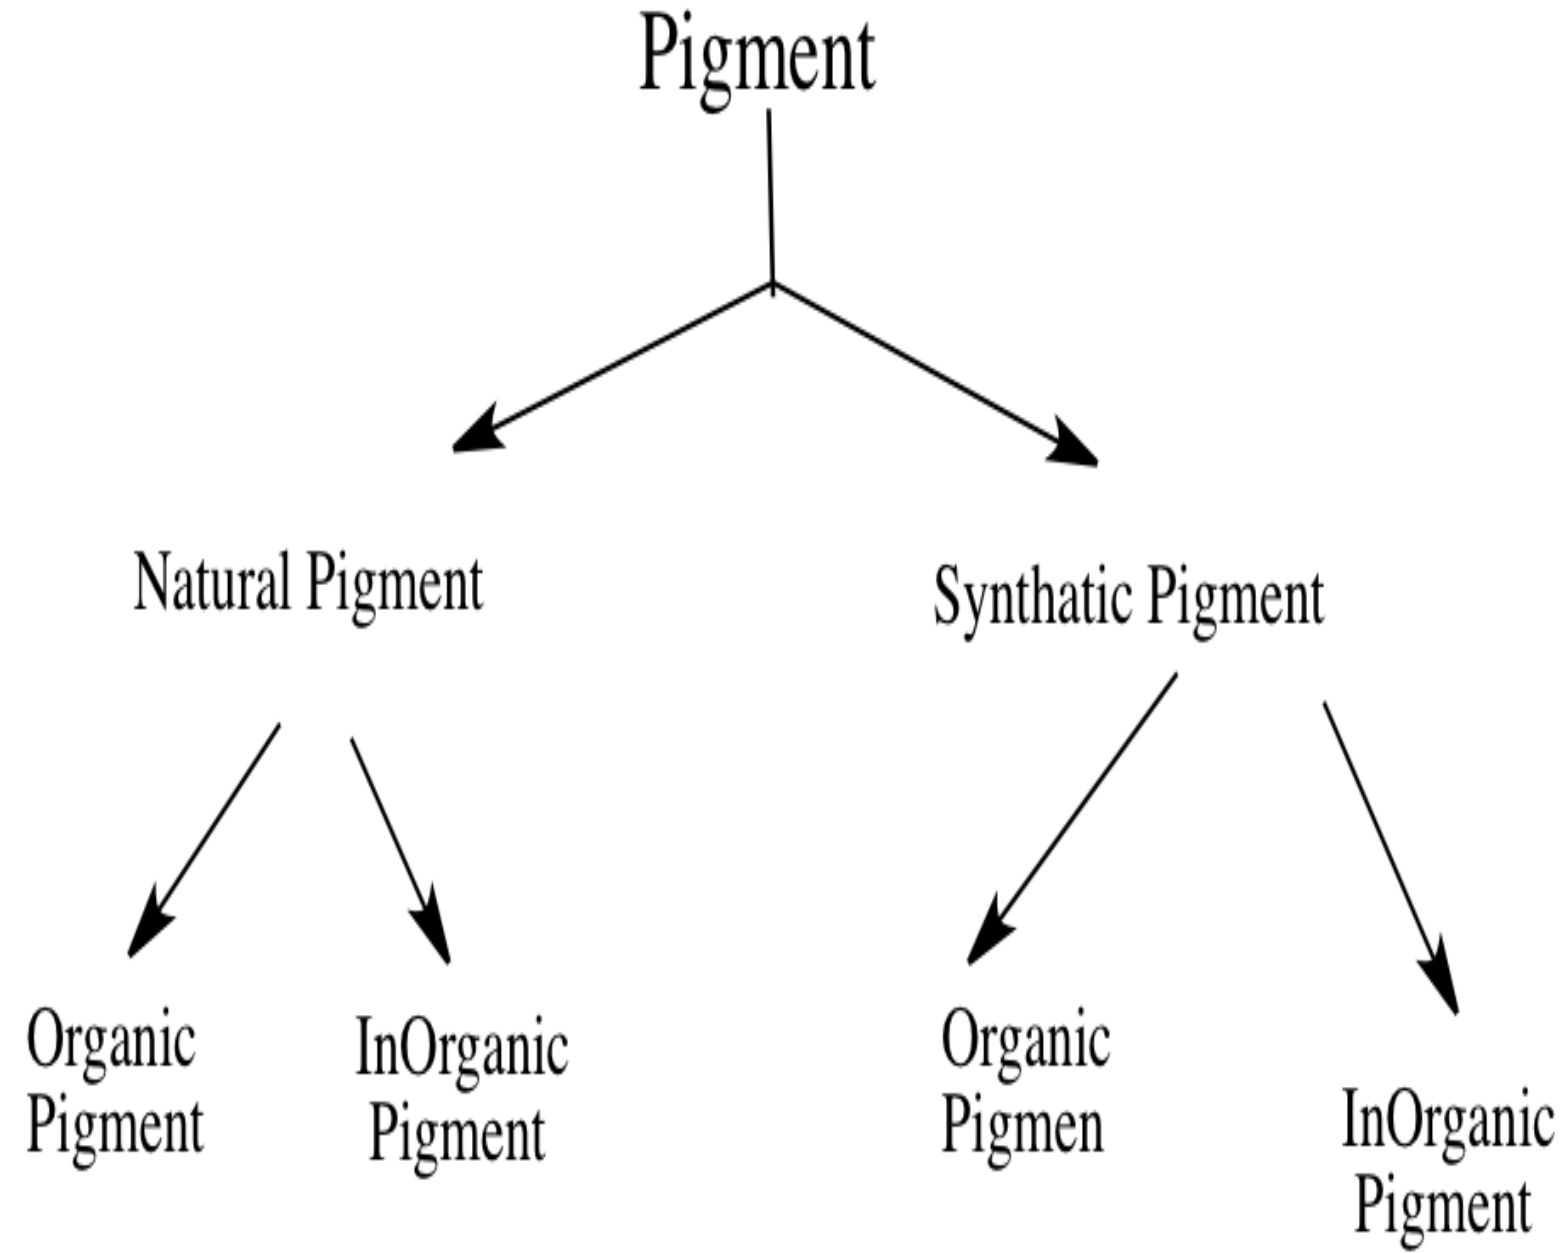 Pigment
Natural Pigment
Synthatic Pigment
Organic
Pigment
InOrganic
Pigment
Organic
Pigmen
InOrganic
Pigment